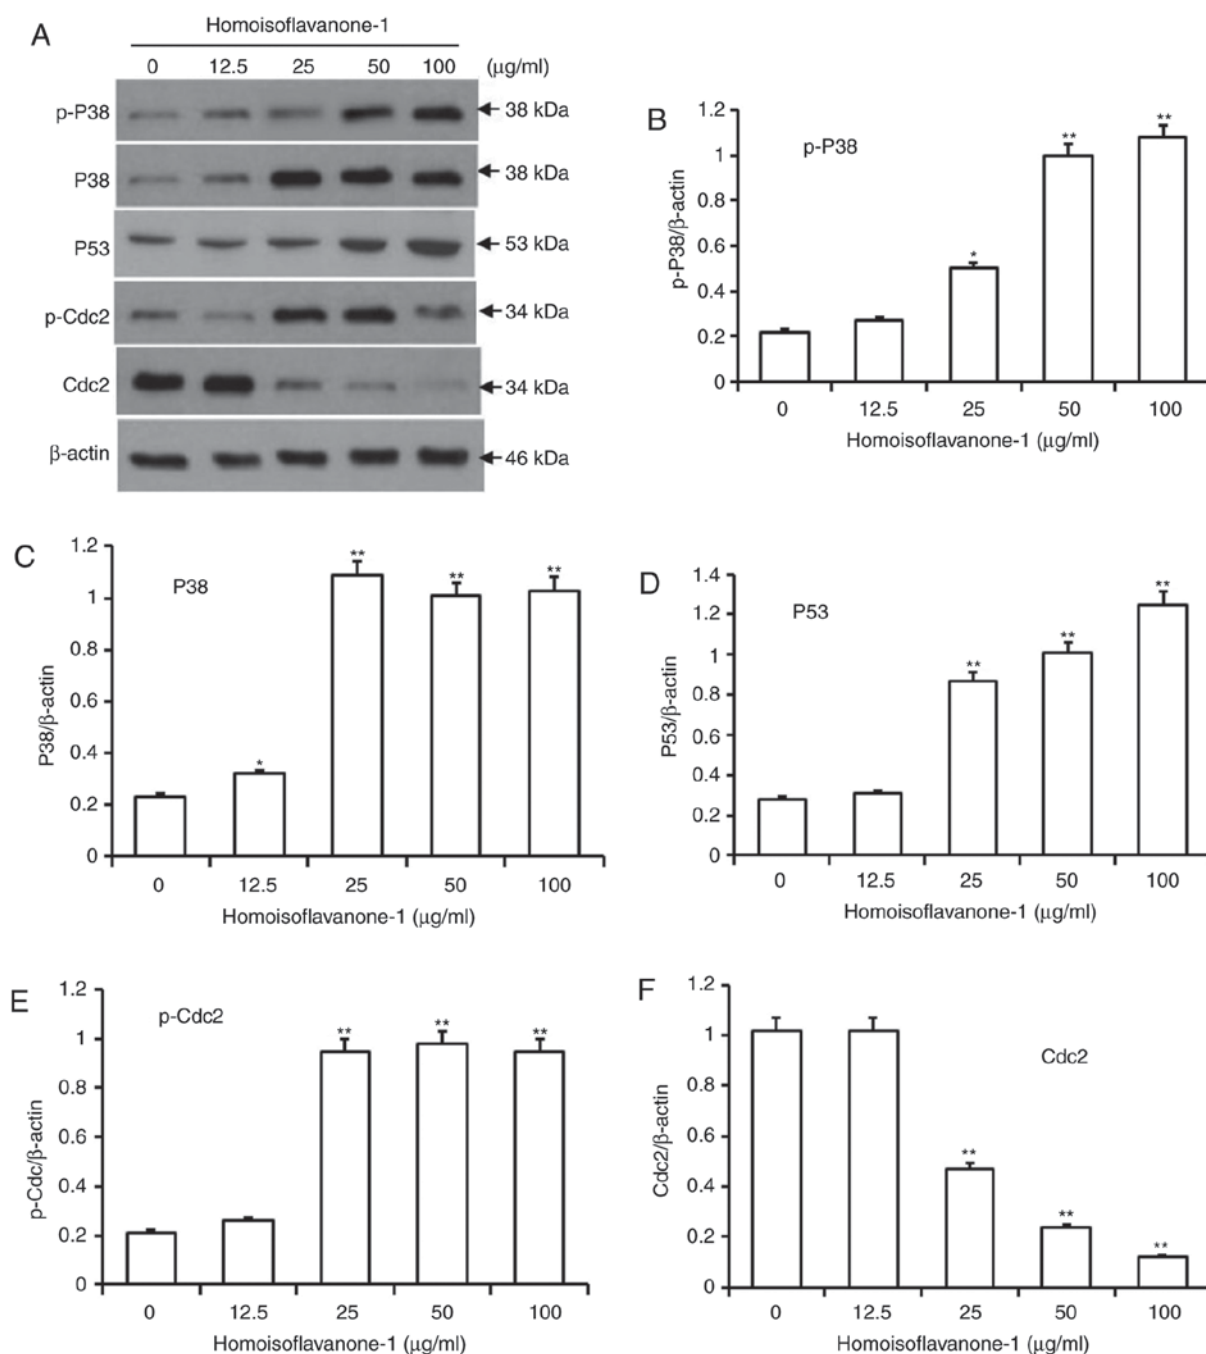 A
Homoisoflavanone-1
0 12.5 25 50 100 (μg/ml)
p-P38 38 kDa
P38 38 kDa
P53 53 kDa
p-Cdc2 34 kDa
Cdc2 34 kDa
β-actin 46 kDa
B
p-P38
p-P38/β-actin
1.2
1
0.8
0.6
0.4
0.2
0
* ** **
0 12.5 25 50 100
Homoisoflavanone-1 (μg/ml)
C
P38
P38/β-actin
1.2
1
0.8
0.6
0.4
0.2
0
* ** ** **
0 12.5 25 50 100
Homoisoflavanone-1 (μg/ml)
D
P53
P53/β-actin
1.4
1.2
1
0.8
0.6
0.4
0.2
0
** ** **
0 12.5 25 50 100
Homoisoflavanone-1 (μg/ml)
E
p-Cdc2
p-Cdc/β-actin
1.2
1
0.8
0.6
0.4
0.2
0
** ** **
0 12.5 25 50 100
Homoisoflavanone-1 (μg/ml)
F
Cdc2
Cdc2/β-actin
1.2
1
0.8
0.6
0.4
0.2
0
** ** **
0 12.5 25 50 100
Homoisoflavanone-1 (μg/ml)